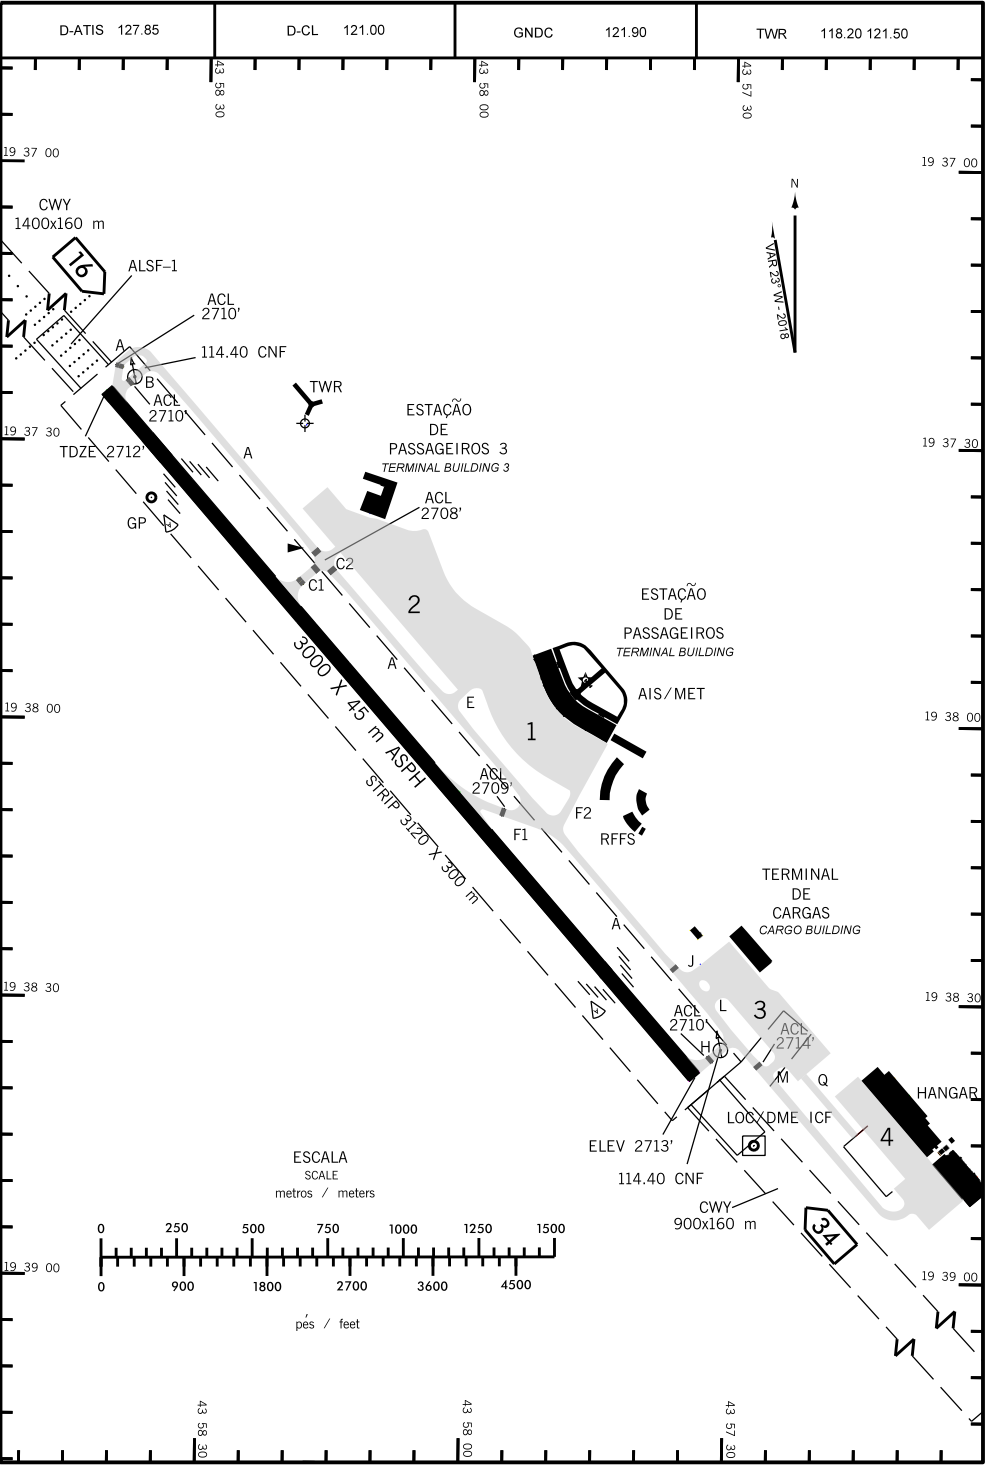 D-ATIS 127.85
D-CL 121.00
GNDC 121.90
TWR 118.20 121.50
43 58 30
43 58 00
43 57 30
19 37 00
19 37 00
N
VAR 23° W - 2018
CWY
1400x160 m
16
ALSF-1
ACL
2710'
A
114.40 CNF
B
ACL
2710'
TWR
ESTAÇÃO
DE
PASSAGEIROS 3
TERMINAL BUILDING 3
19 37 30
19 37 30
TDZE 2712'
A
GP
ACL
2708'
C2
C1
2
ESTAÇÃO
DE
PASSAGEIROS
TERMINAL BUILDING
3000 X 45 m ASPH
A
AIS/MET
E
19 38 00
19 38 00
1
ACL
2709'
STRIP 3120 X 300 m
F1
F2
RFFS
TERMINAL
DE
CARGAS
CARGO BUILDING
A
J
19 38 30
19 38 30
L
3
ACL
2710'
ACL
2714'
H
M
Q
HANGAR
LOC/DME ICF
4
ELEV 2713'
114.40 CNF
CWY
900x160 m
34
ESCALA
SCALE
metros / meters
0 250 500 750 1000 1250 1500
0 900 1800 2700 3600 4500
pés / feet
19 39 00
19 39 00
43 58 30
43 58 00
43 57 30